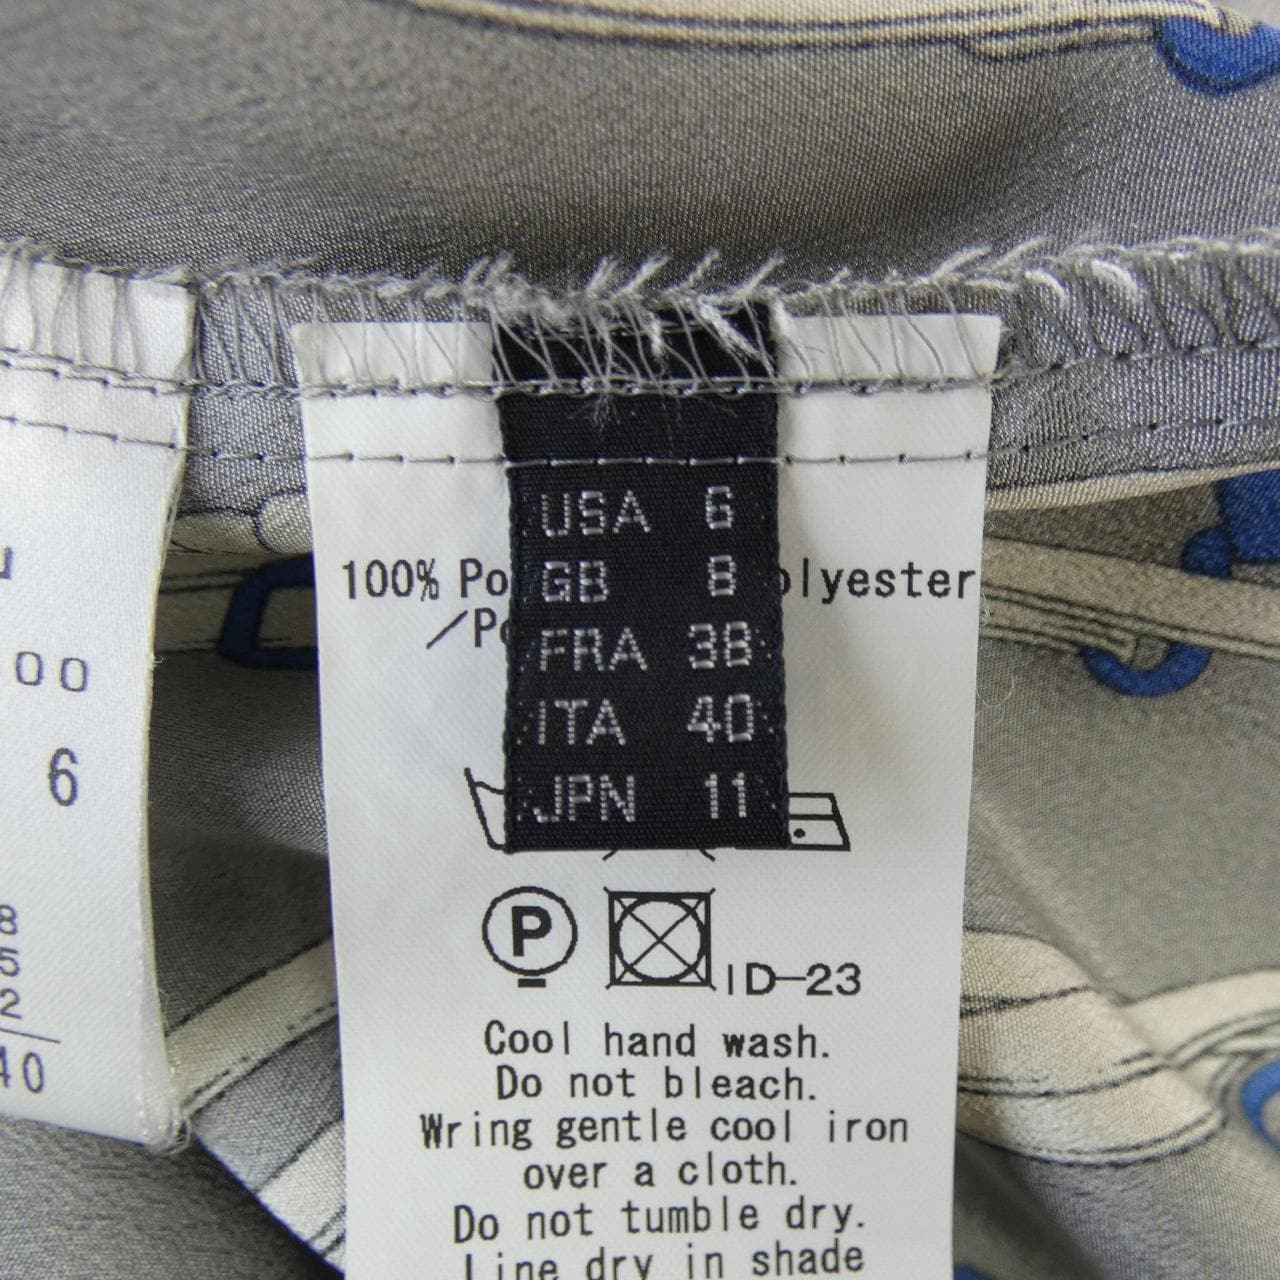 USA 6
GB 8
FRA 38
ITA 40
JPN 11
100% Po olyester
/Po
P
ID-23
Cool hand wash.
Do not bleach.
Wring gentle cool iron
over a cloth.
Do not tumble dry.
Line dry in shade
00
6
8
5
2
40